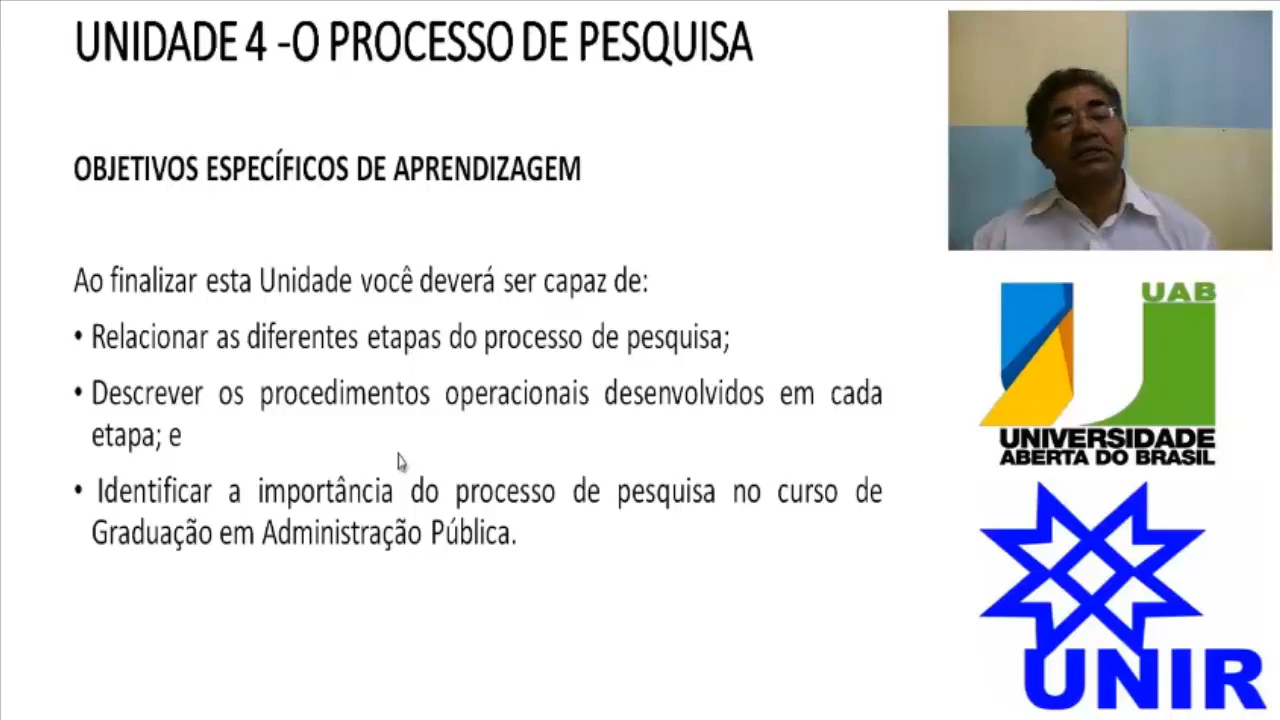 UNIDADE 4 -O PROCESSO DE PESQUISA
OBJETIVOS ESPECÍFICOS DE APRENDIZAGEM
Ao finalizar esta Unidade você deverá ser capaz de:
• Relacionar as diferentes etapas do processo de pesquisa;
• Descrever os procedimentos operacionais desenvolvidos em cada
etapa; e
• Identificar a importância do processo de pesquisa no curso de
Graduação em Administração Pública.
UAB
UNIVERSIDADE
ABERTA DO BRASIL
UNIR